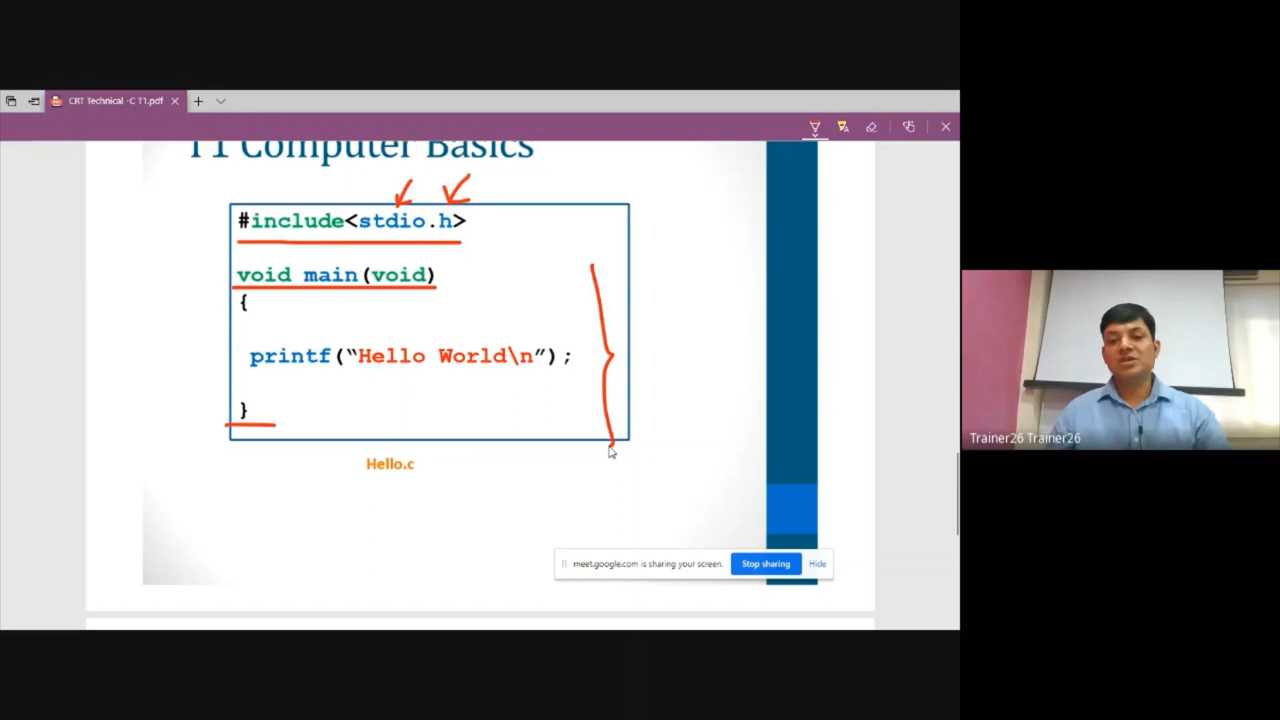 CRT Technical -C T1.pdf
T1 Computer Basics
#include<stdio.h>
void main(void)
{
printf(“Hello World\n”);
}
Hello.c
meet.google.com is sharing your screen.
Stop sharing
Hide
Trainer26 Trainer26